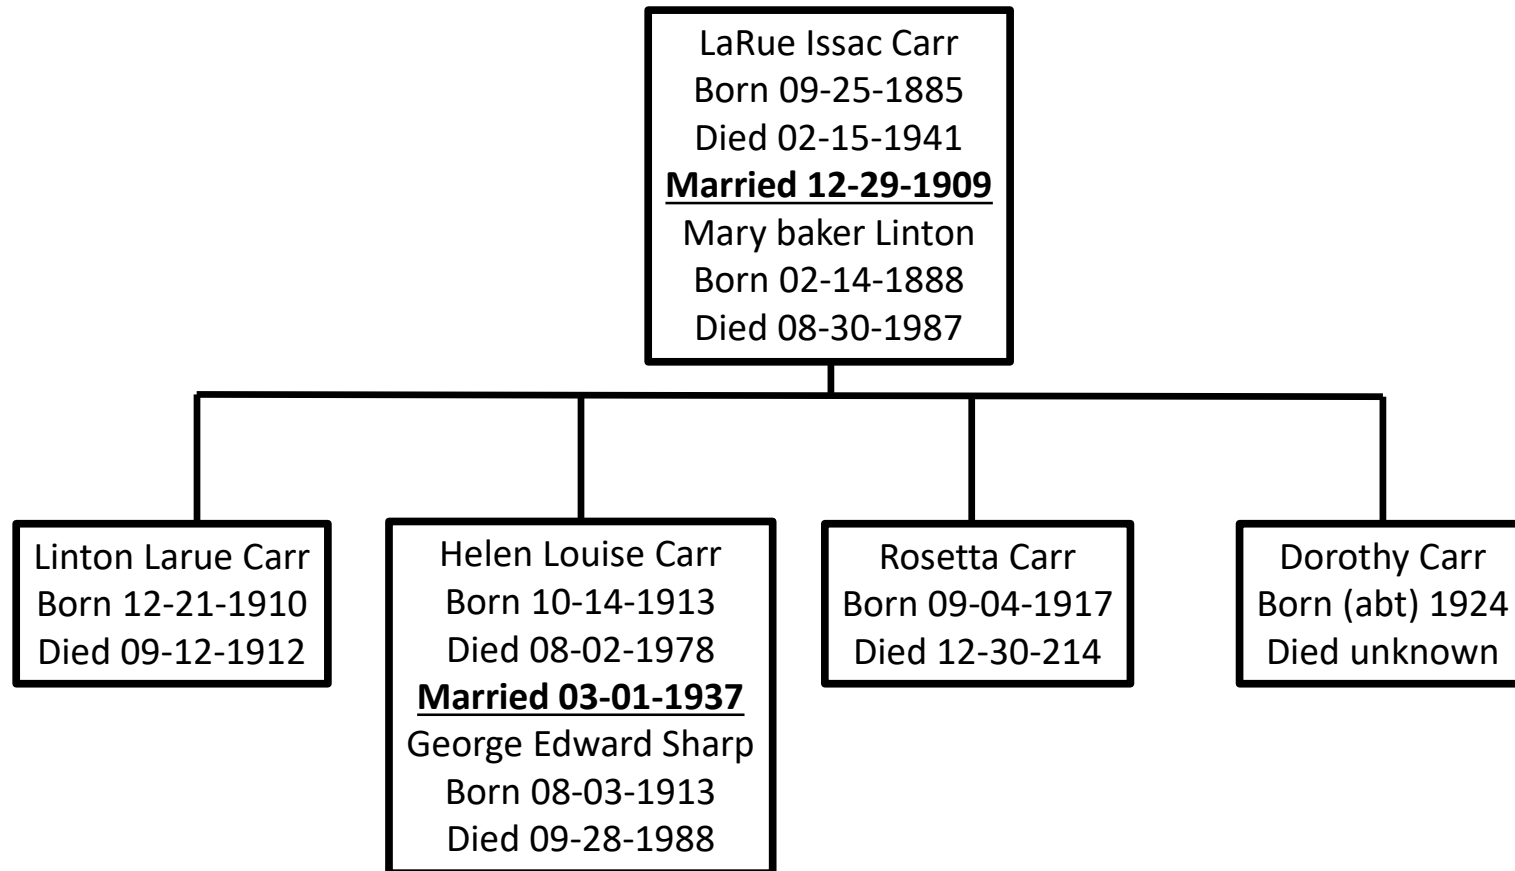 LaRue Issac Carr
Born 09-25-1885
Died 02-15-1941
Married 12-29-1909
Mary baker Linton
Born 02-14-1888
Died 08-30-1987
Linton Larue Carr
Born 12-21-1910
Died 09-12-1912
Helen Louise Carr
Born 10-14-1913
Died 08-02-1978
Married 03-01-1937
George Edward Sharp
Born 08-03-1913
Died 09-28-1988
Rosetta Carr
Born 09-04-1917
Died 12-30-214
Dorothy Carr
Born (abt) 1924
Died unknown